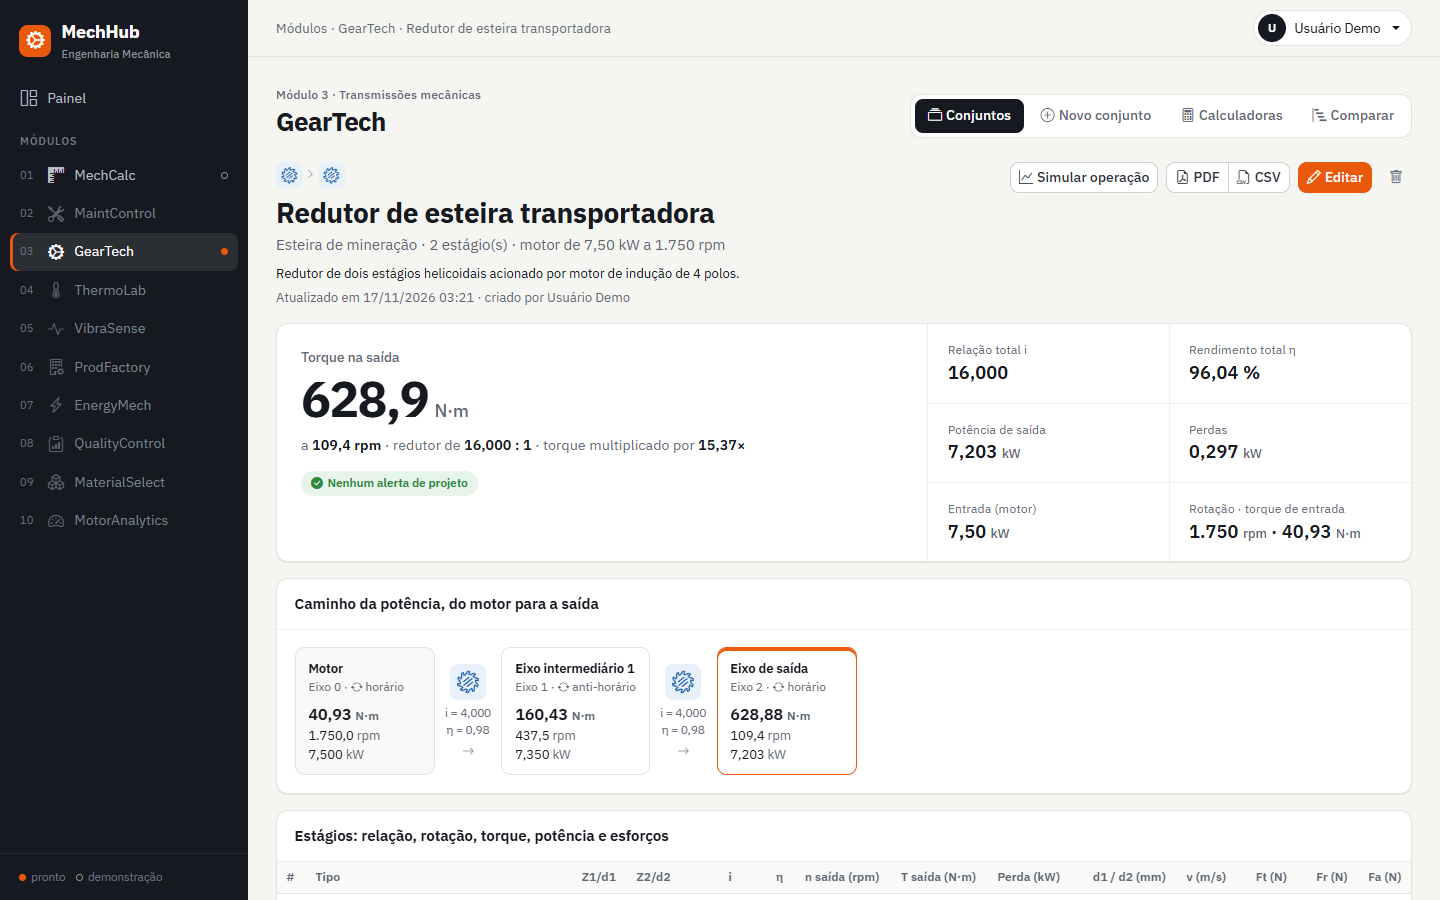 MechHub
Engenharia Mecânica
Painel
MÓDULOS
01 MechCalc
02 MaintControl
03 GearTech
04 ThermoLab
05 VibraSense
06 ProdFactory
07 EnergyMech
08 QualityControl
09 MaterialSelect
10 MotorAnalytics
pronto demonstração
Módulos · GearTech · Redutor de esteira transportadora
U Usuário Demo
Módulo 3 · Transmissões mecânicas
GearTech
Conjuntos Novo conjunto Calculadoras Comparar
Simular operação PDF CSV Editar
Redutor de esteira transportadora
Esteira de mineração · 2 estágio(s) · motor de 7,50 kW a 1.750 rpm
Redutor de dois estágios helicoidais acionado por motor de indução de 4 polos.
Atualizado em 17/11/2026 03:21 · criado por Usuário Demo
Torque na saída
628,9 N·m
a 109,4 rpm · redutor de 16,000 : 1 · torque multiplicado por 15,37×
Nenhum alerta de projeto
Relação total i
16,000
Rendimento total η
96,04 %
Potência de saída
7,203 kW
Perdas
0,297 kW
Entrada (motor)
7,50 kW
Rotação · torque de entrada
1.750 rpm · 40,93 N·m
Caminho da potência, do motor para a saída
Motor
Eixo 0 · horário
40,93 N·m
1.750,0 rpm
7,500 kW
i = 4,000
η = 0,98
→
Eixo intermediário 1
Eixo 1 · anti-horário
160,43 N·m
437,5 rpm
7,350 kW
i = 4,000
η = 0,98
→
Eixo de saída
Eixo 2 · horário
628,88 N·m
109,4 rpm
7,203 kW
Estágios: relação, rotação, torque, potência e esforços
# Tipo Z1/d1 Z2/d2 i η n saída (rpm) T saída (N·m) Perda (kW) d1 / d2 (mm) v (m/s) Ft (N) Fr (N) Fa (N)